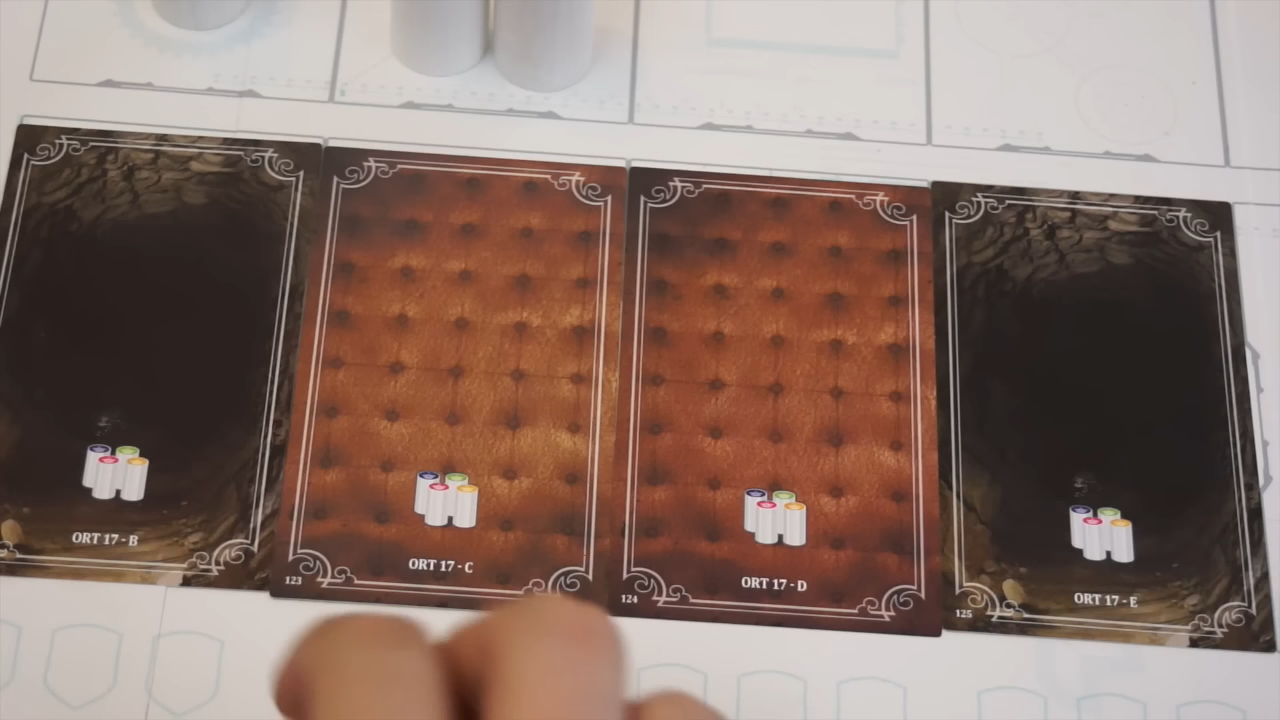 ORT 17 - B
ORT 17 - C
123
ORT 17 - D
124
ORT 17 - E
125